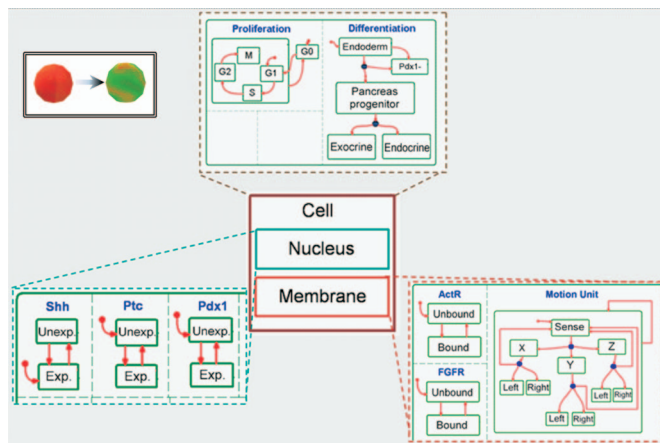 Proliferation
Differentiation
M
G0
G2
G1
S
Endoderm
Pdx1-
Pancreas
progenitor
Exocrine
Endocrine
Cell
Nucleus
Membrane
Shh
Ptc
Pdx1
Unexp.
Unexp.
Unexp.
Exp.
Exp.
Exp.
ActR
Unbound
Bound
FGFR
Unbound
Bound
Motion Unit
Sense
X
Z
Y
Left
Right
Left
Right
Left
Right